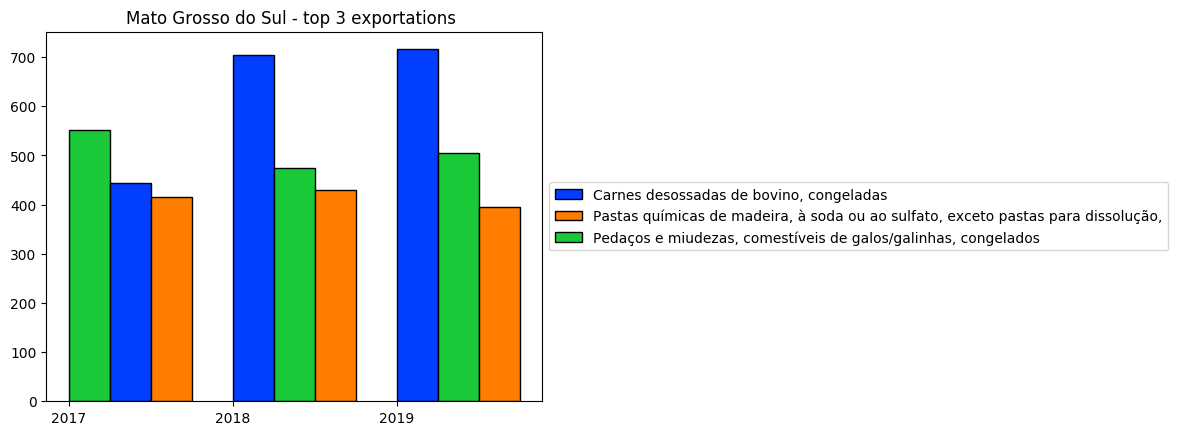 Mato Grosso do Sul - top 3 exportations
700
600
500
400
300
200
100
0
2017
2018
2019
Carnes desossadas de bovino, congeladas
Pastas químicas de madeira, à soda ou ao sulfato, exceto pastas para dissolução,
Pedaços e miudezas, comestíveis de galos/galinhas, congelados